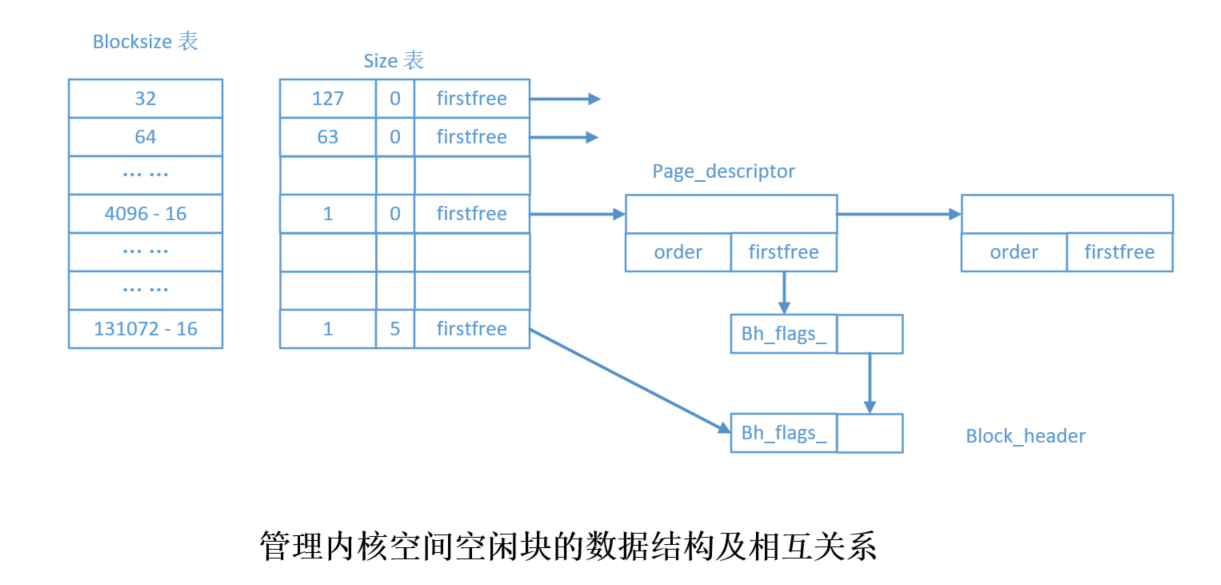 Blocksize 表
Size 表
32
127 0 firstfree
64
63 0 firstfree
... ...
Page_descriptor
4096 - 16
1 0 firstfree
... ...
order firstfree
order firstfree
... ...
131072 - 16
1 5 firstfree
Bh_flags_
Bh_flags_
Block_header
管理内核空间空闲块的数据结构及相互关系